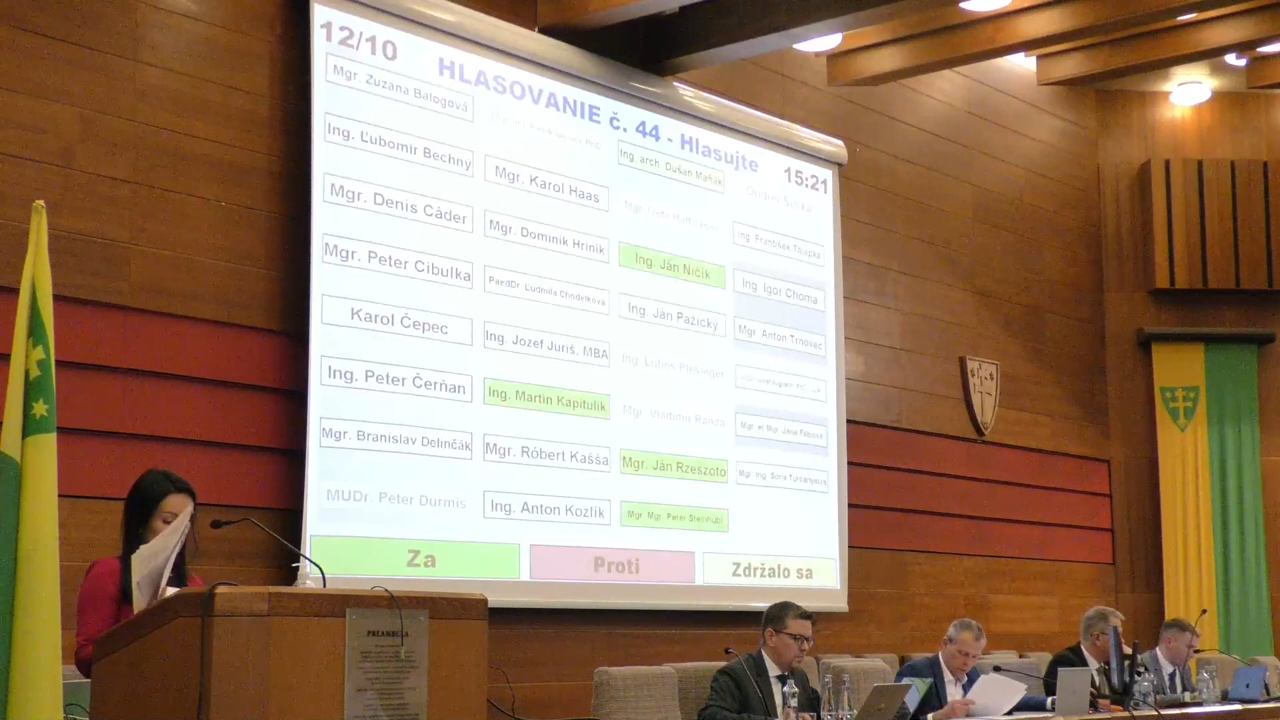 12/10
HLASOVANIE č. 44 - Hlasujte
15:21
Mgr. Zuzana Balogová
Ing. Ľubomír Bechný
Mgr. Denis Cáder
Mgr. Peter Cibulka
Karol Čepec
Ing. Peter Čerňan
Mgr. Branislav Delinčák
MUDr. Peter Durmis
Mgr. Karol Haas
Mgr. Dominik Hriník
PaedDr. Ľudmila Chodelková
Ing. Jozef Juriš, MBA
Ing. Martin Kapitulík
Mgr. Róbert Kašša
Ing. Anton Kozlík
Ing. arch. Dušan Maňák
Ing. Ján Ničík
Ing. Ján Pažický
Mgr. Vladimír Randa
Mgr. Ján Rzeszoto
Mgr. Mgr. Peter Steinhübl
Ing. František
Ing. Igor Choma
Mgr. Anton Trnovec
Za
Proti
Zdržalo sa
PREAMBULA